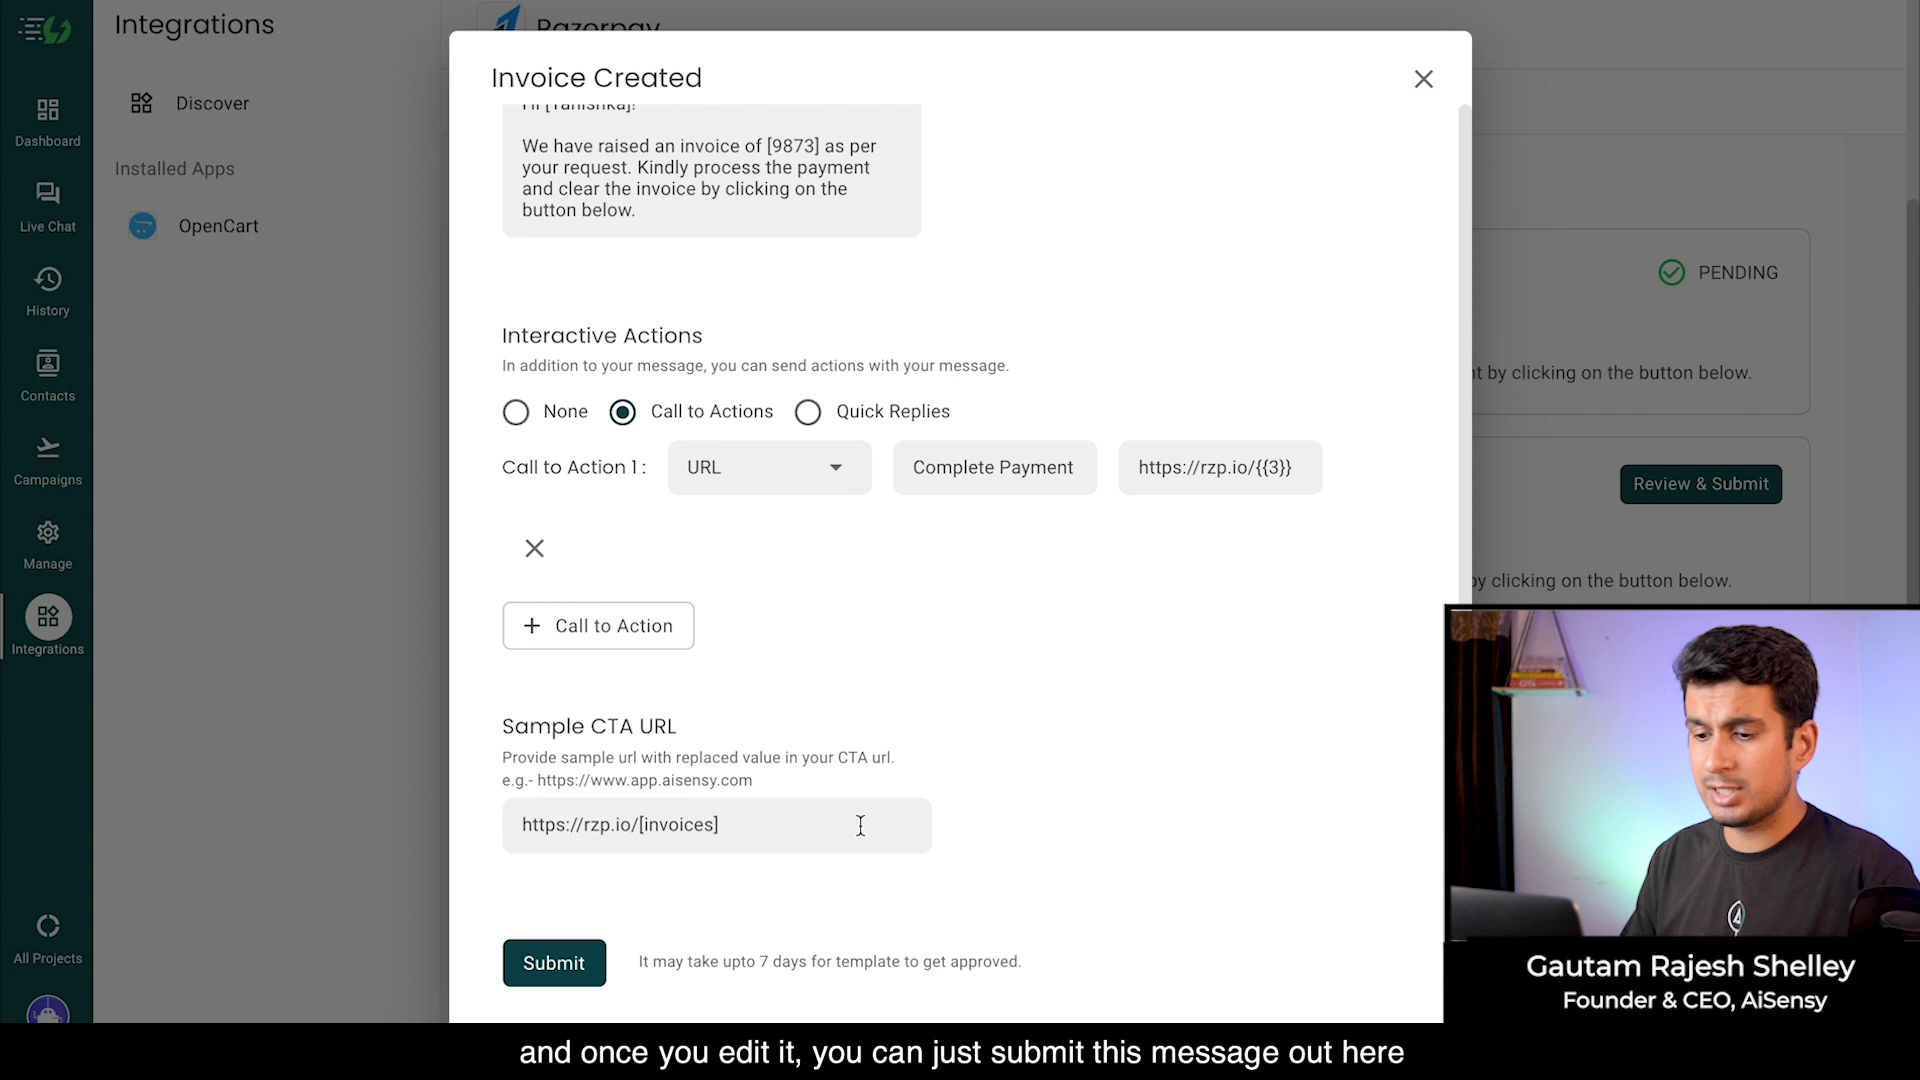 Integrations
Razorpay
Discover
Installed Apps
OpenCart
Dashboard
Live Chat
History
Contacts
Campaigns
Manage
Integrations
All Projects
Invoice Created
Hi [Tanishka]!
We have raised an invoice of [9873] as per
your request. Kindly process the payment
and clear the invoice by clicking on the
button below.
Interactive Actions
In addition to your message, you can send actions with your message.
None Call to Actions Quick Replies
Call to Action 1 : URL Complete Payment https://rzp.io/{{3}}
+ Call to Action
Sample CTA URL
Provide sample url with replaced value in your CTA url.
e.g.- https://www.app.aisensy.com
https://rzp.io/[invoices]
Submit It may take upto 7 days for template to get approved.
PENDING
t by clicking on the button below.
Review & Submit
by clicking on the button below.
Gautam Rajesh Shelley
Founder & CEO, AiSensy
and once you edit it, you can just submit this message out here